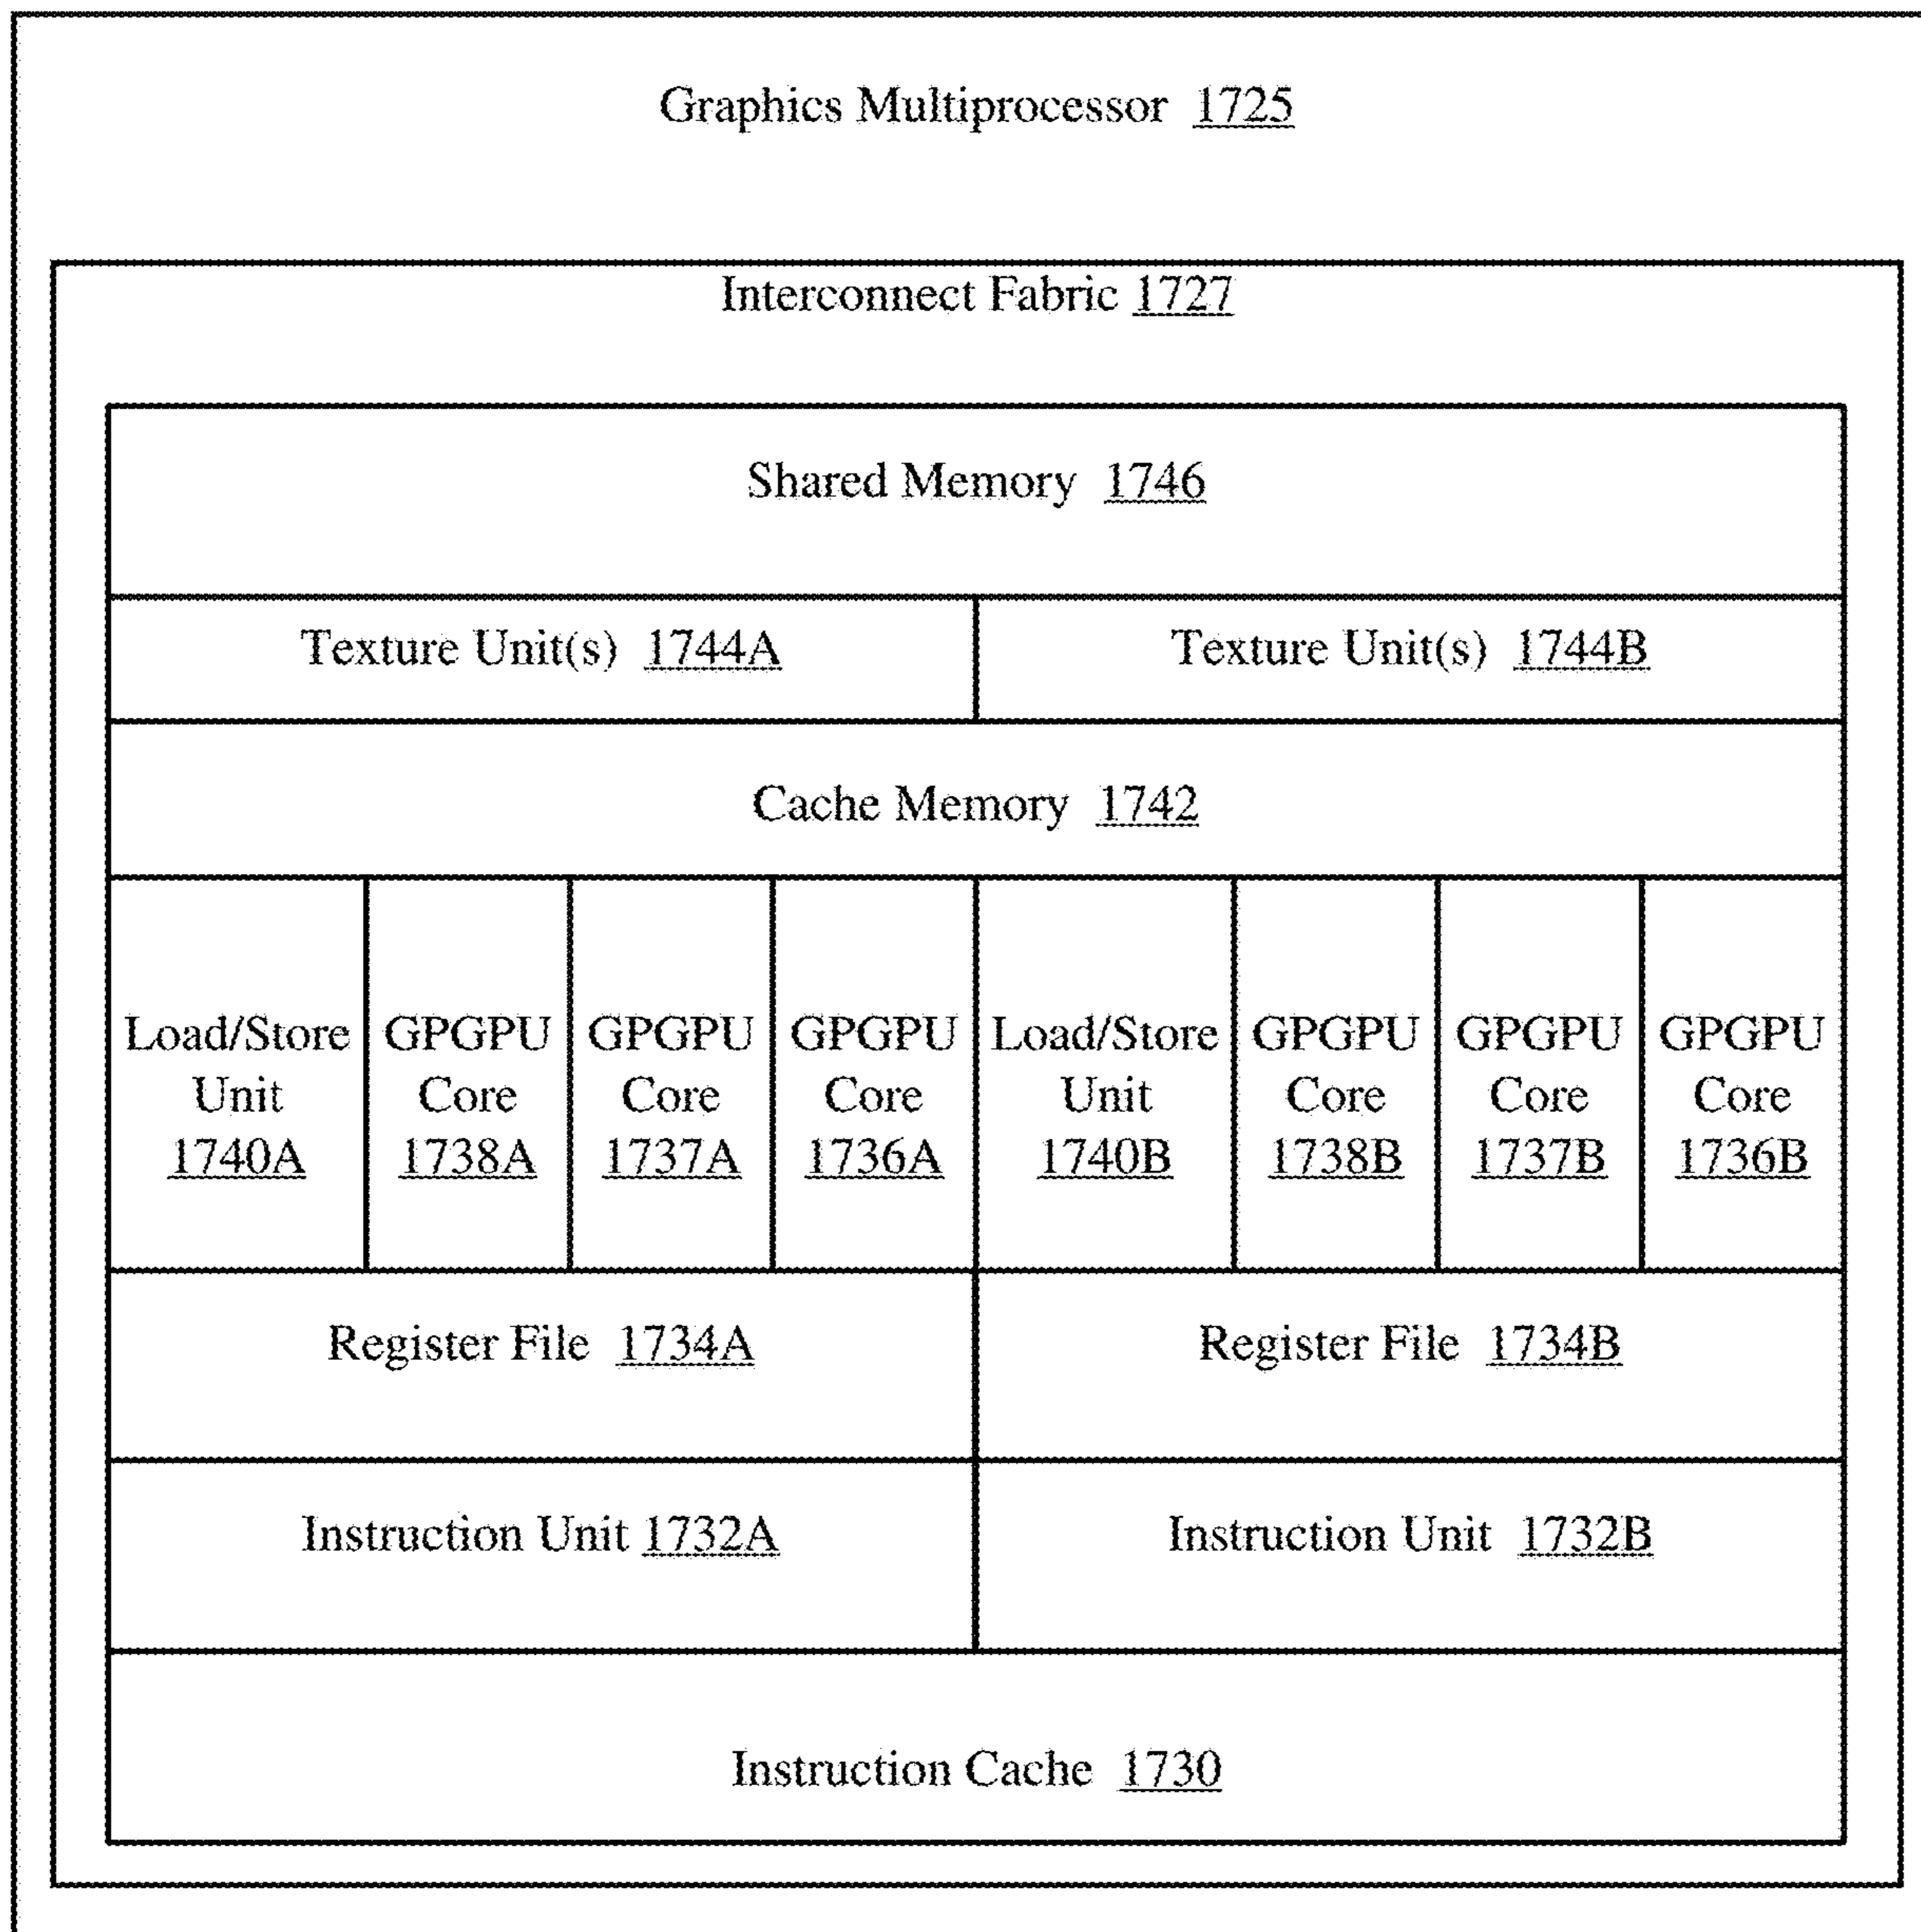 Graphics Multiprocessor 1725
Interconnect Fabric 1727
Shared Memory 1746
Texture Unit(s) 1744A
Texture Unit(s) 1744B
Cache Memory 1742
Load/Store
Unit
1740A
GPGPU
Core
1738A
GPGPU
Core
1737A
GPGPU
Core
1736A
Load/Store
Unit
1740B
GPGPU
Core
1738B
GPGPU
Core
1737B
GPGPU
Core
1736B
Register File 1734A
Register File 1734B
Instruction Unit 1732A
Instruction Unit 1732B
Instruction Cache 1730